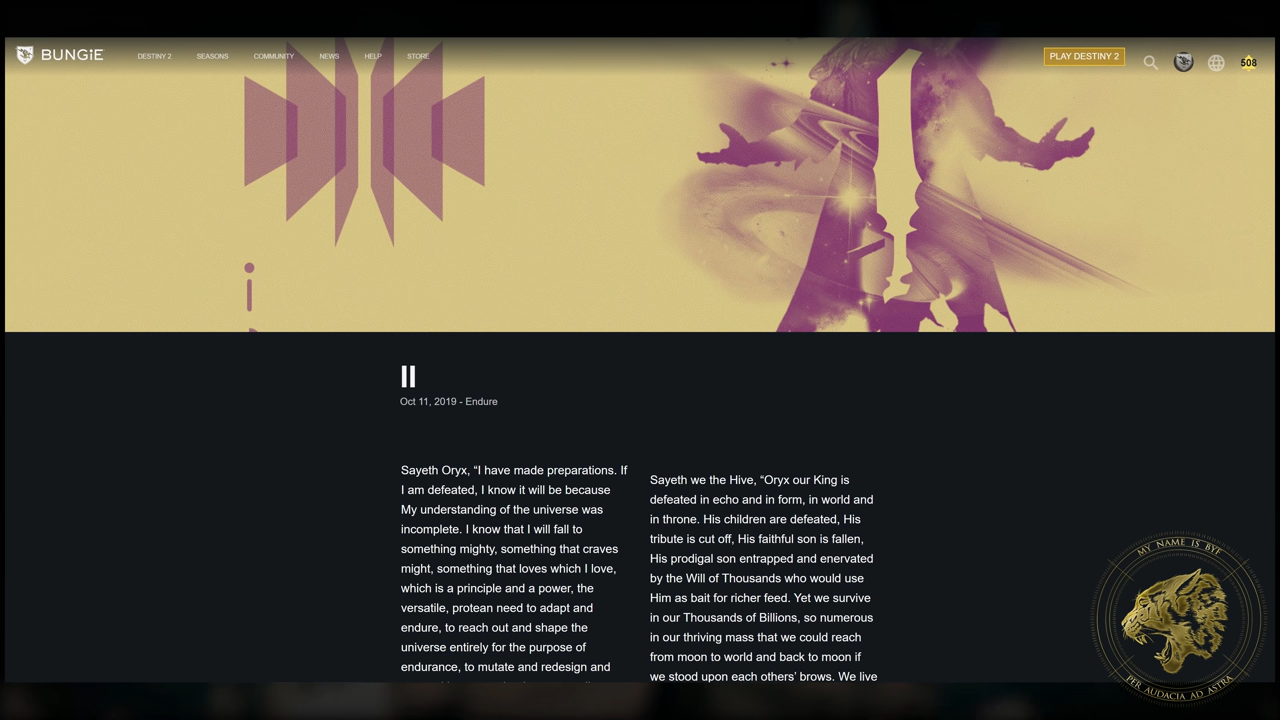 BUNGiE
DESTINY 2
SEASONS
COMMUNITY
NEWS
HELP
STORE
PLAY DESTINY 2
508
II
Oct 11, 2019 - Endure
Sayeth Oryx, “I have made preparations. If
I am defeated, I know it will be because
My understanding of the universe was
incomplete. I know that I will fall to
something mighty, something that craves
might, something that loves which I love,
which is a principle and a power, the
versatile, protean need to adapt and
endure, to reach out and shape the
universe entirely for the purpose of
endurance, to mutate and redesign and
Sayeth we the Hive, “Oryx our King is
defeated in echo and in form, in world and
in throne. His children are defeated, His
tribute is cut off, His faithful son is fallen,
His prodigal son entrapped and enervated
by the Will of Thousands who would use
Him as bait for richer feed. Yet we survive
in our Thousands of Billions, so numerous
in our thriving mass that we could reach
from moon to world and back to moon if
we stood upon each others’ brows. We live
MY NAME IS BYF
PER AUDACIA AD ASTRA